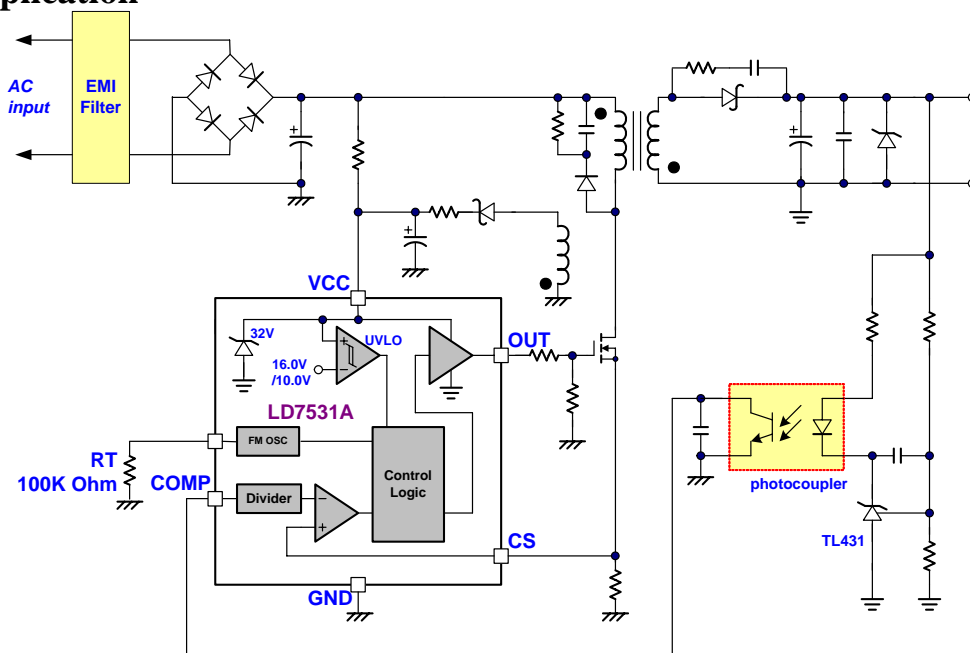 AC
input
EMI
Filter
VCC
32V
UVLO
16.0V
/10.0V
OUT
LD7531A
FM OSC
RT
100K Ohm
COMP
Divider
Control
Logic
CS
GND
photocoupler
TL431